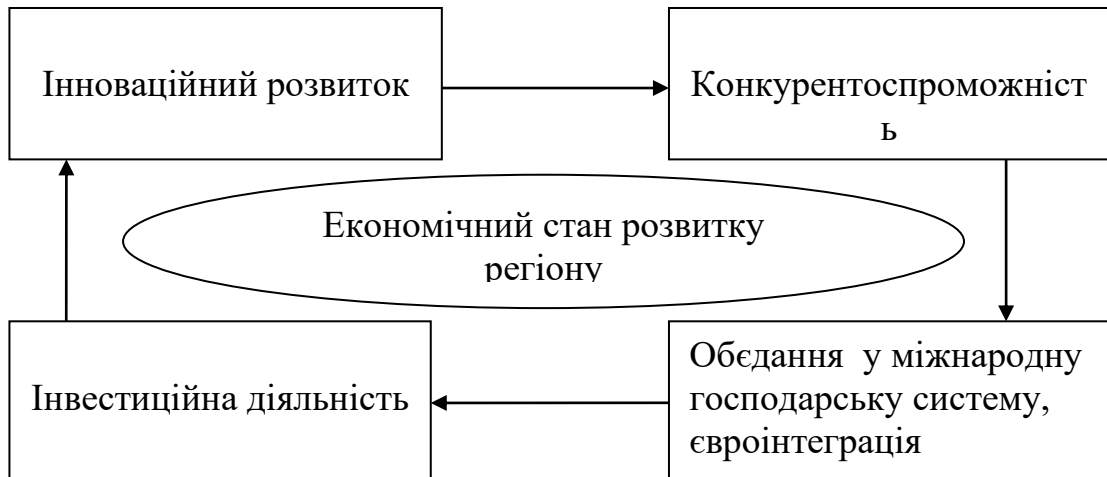 Інноваційний розвиток
Конкурентоспроможніст
ь
Економічний стан розвитку
регіону
Інвестиційна діяльність
Обєдання у міжнародну
господарську систему,
євроінтеграція